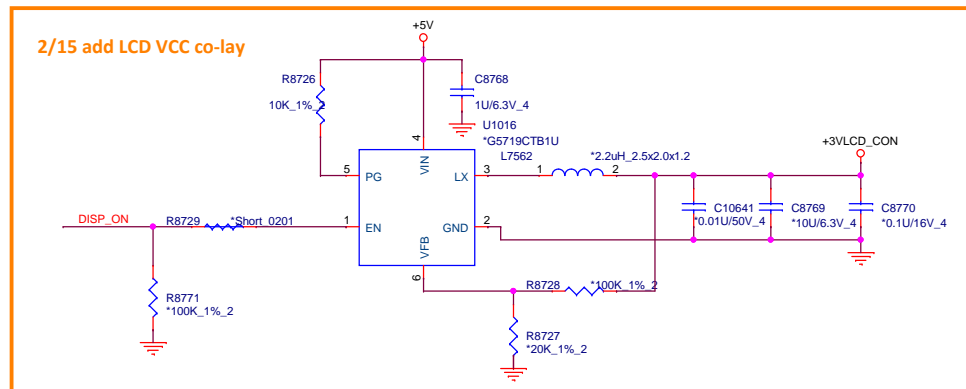 2/15 add LCD VCC co-lay
+5V
R8726
10K_1%_2
C8768
1U/6.3V_4
U1016
*G5719CTB1U
L7562
*2.2uH_2.5x2.0x1.2
+3VLCD_CON
4
VIN
5
PG
LX
3
1
2
DISP_ON
R8729
*Short_0201
1
EN
GND
2
VFB
6
C10641
*0.01U/50V_4
C8769
*10U/6.3V_4
C8770
*0.1U/16V_4
R8771
*100K_1%_2
R8728
*100K_1%_2
R8727
*20K_1%_2